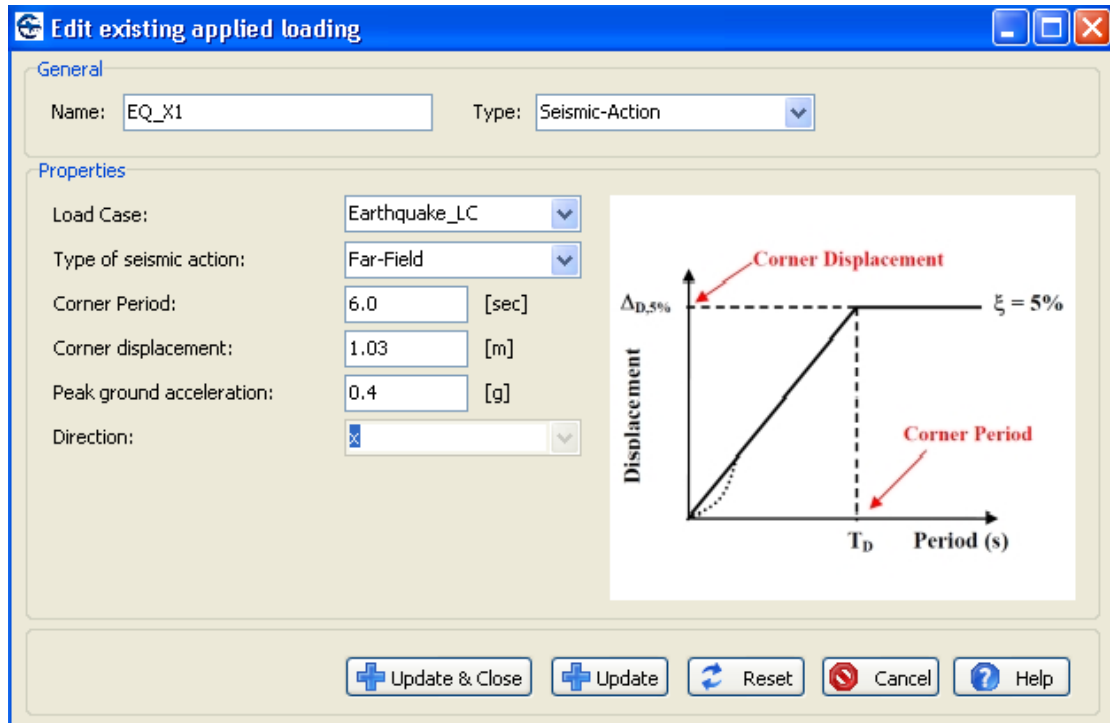 Edit existing applied loading
General
Name: EQ_X1 Type: Seismic-Action
Properties
Load Case: Earthquake_LC
Type of seismic action: Far-Field
Corner Period: 6.0 [sec]
Corner displacement: 1.03 [m]
Peak ground acceleration: 0.4 [g]
Direction: x
Corner Displacement
ΔD,5% ξ = 5%
Displacement
Corner Period
TD Period (s)
Update & Close Update Reset Cancel Help